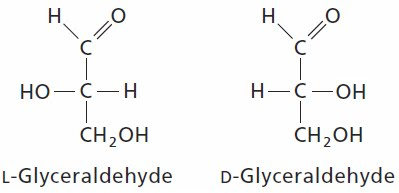 H O H O
C C
HO—C—H H—C—OH
CH₂OH CH₂OH
L-Glyceraldehyde D-Glyceraldehyde